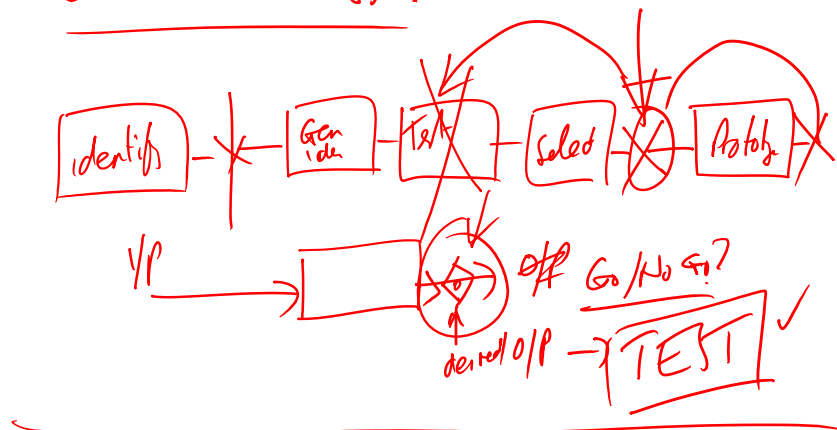 identify
Gen
idea
Test
Select
Prototype
I/P
O/P
Go/No Go?
desired O/P
TEST